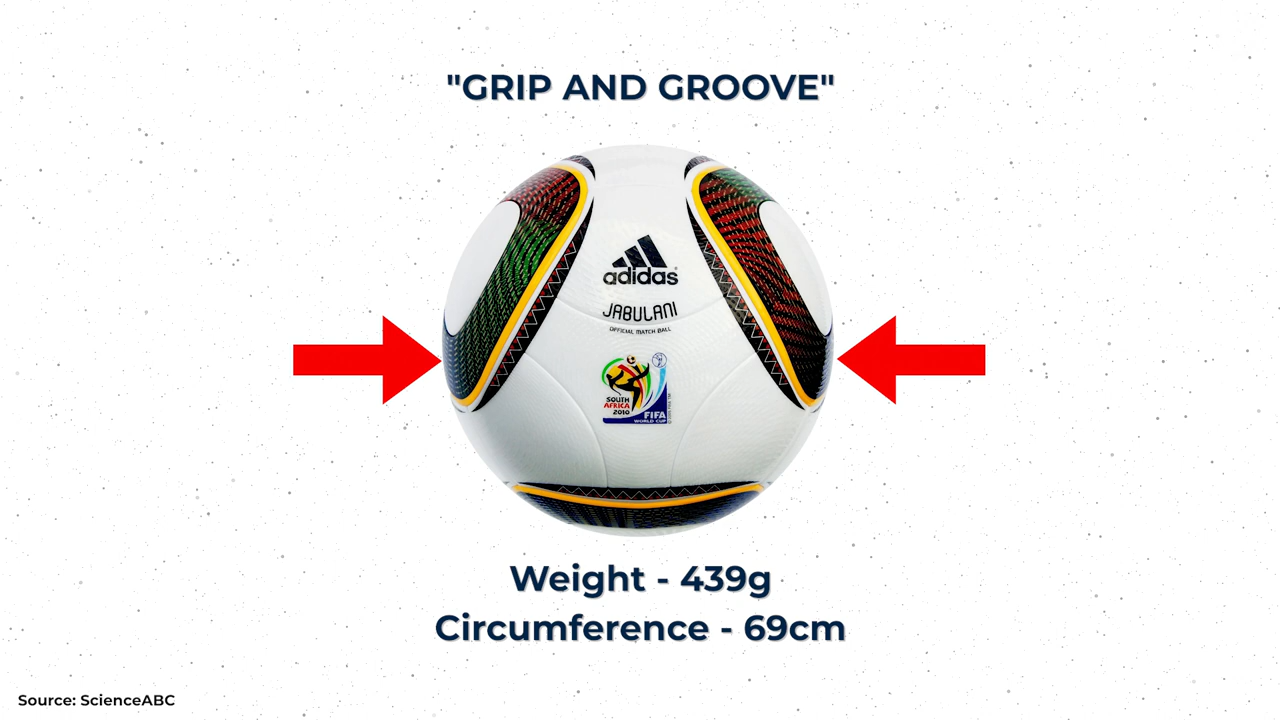 "GRIP AND GROOVE"
adidas
JABULANI
OFFICIAL MATCH BALL
SOUTH
AFRICA
2010
FIFA
WORLD CUP
Weight - 439g
Circumference - 69cm
Source: ScienceABC